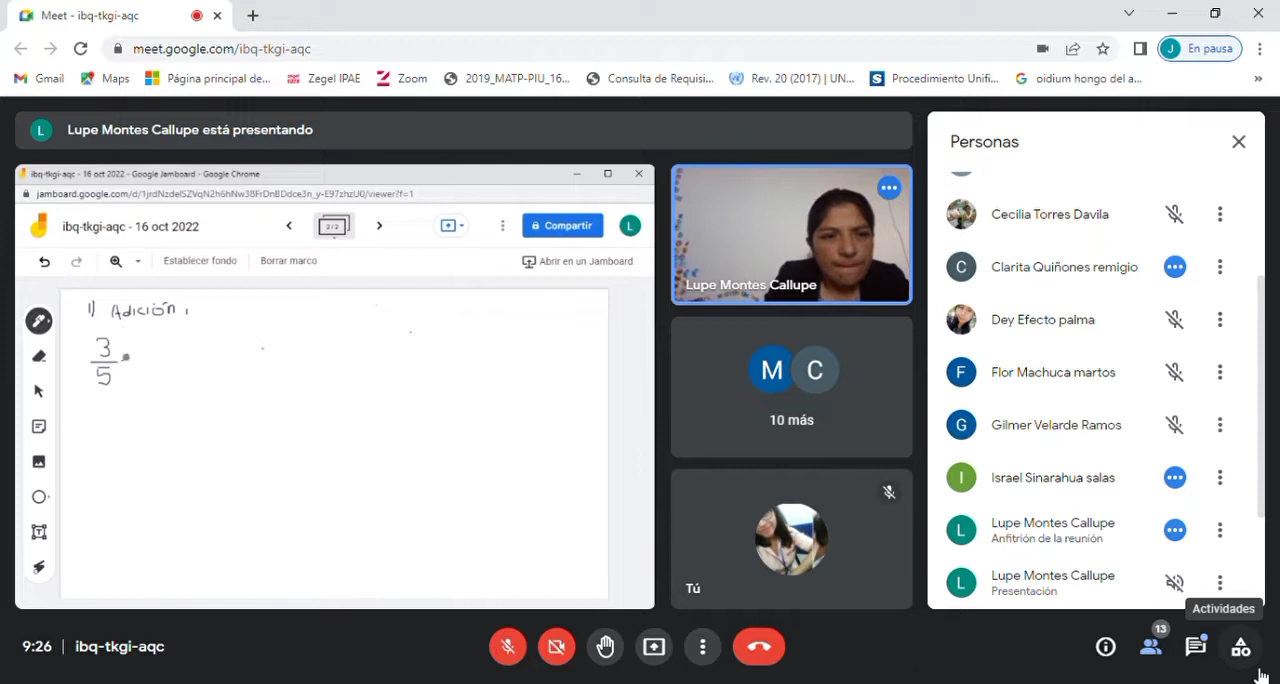 Meet - ibq-tkgi-aqc
meet.google.com/ibq-tkgi-aqc
J En pausa
Gmail Maps Página principal de... Zegel IPAE Zoom 2019_MATP-PIU_16... Consulta de Requisi... Rev. 20 (2017) | UN... Procedimiento Unifi... oidium hongo del a... »
L Lupe Montes Callupe está presentando
ibq-tkgi-aqc - 16 oct 2022 - Google Jamboard - Google Chrome
jamboard.google.com/d/1jrdNzdelSZVqN2h6hNw38FrDnBDdce3n_y-E97zhzU0/viewer?f=1
ibq-tkgi-aqc - 16 oct 2022
2/2
Compartir
L
Establecer fondo Borrar marco Abrir en un Jamboard
1) Adición
3
5
Lupe Montes Callupe
M C
10 más
Tú
Personas
Cecilia Torres Davila
C Clarita Quiñones remigio
Dey Efecto palma
F Flor Machuca martos
G Gilmer Velarde Ramos
I Israel Sinarahua salas
L Lupe Montes Callupe
Anfitrión de la reunión
L Lupe Montes Callupe
Presentación
Actividades
9:26 | ibq-tkgi-aqc
13